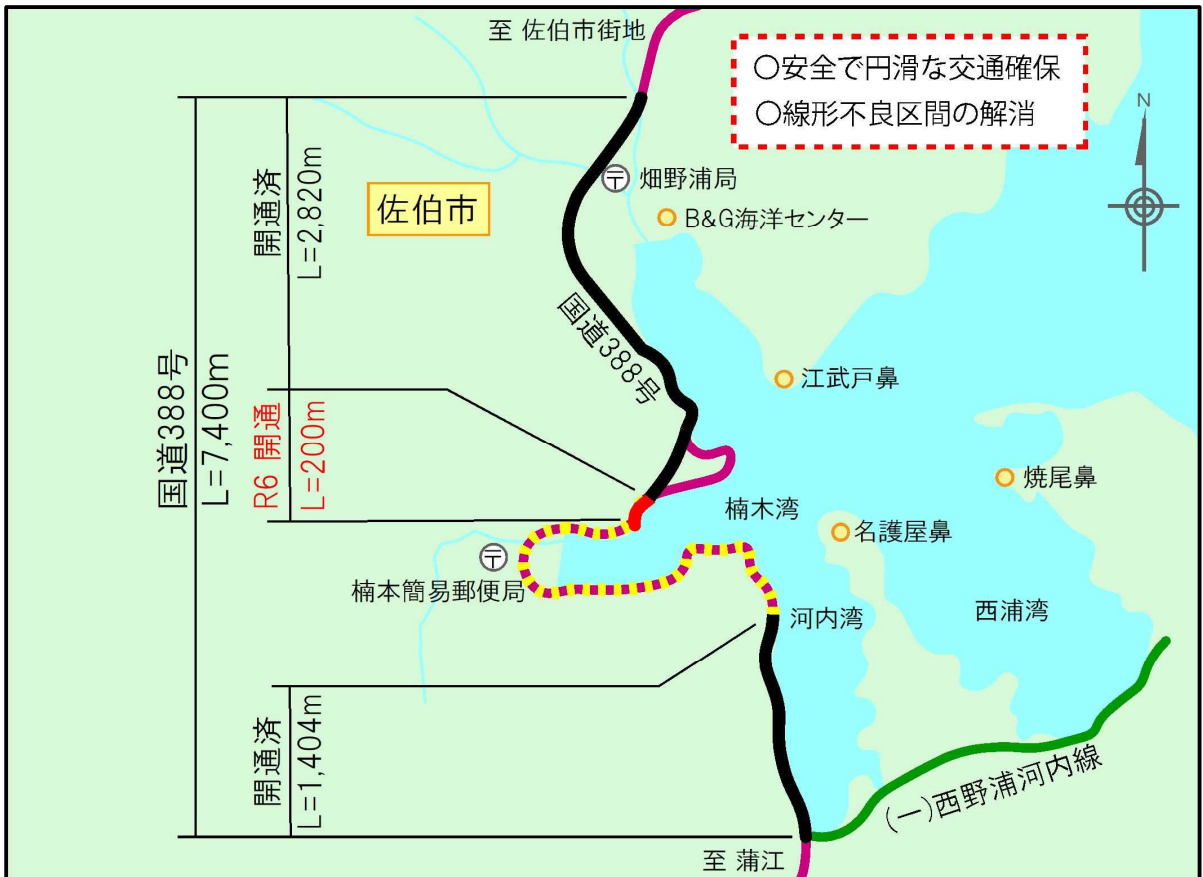 至 佐伯市街地
○安全で円滑な交通確保
○線形不良区間の解消
N
〒 畑野浦局
B&G海洋センター
佐伯市
開通済
L=2,820m
国道388号
江武戸鼻
国道388号
L=7,400m
R6 開通
L=200m
焼尾鼻
楠木湾
名護屋鼻
〒
楠本簡易郵便局
河内湾
西浦湾
開通済
L=1,404m
(一)西野浦河内線
至 蒲江